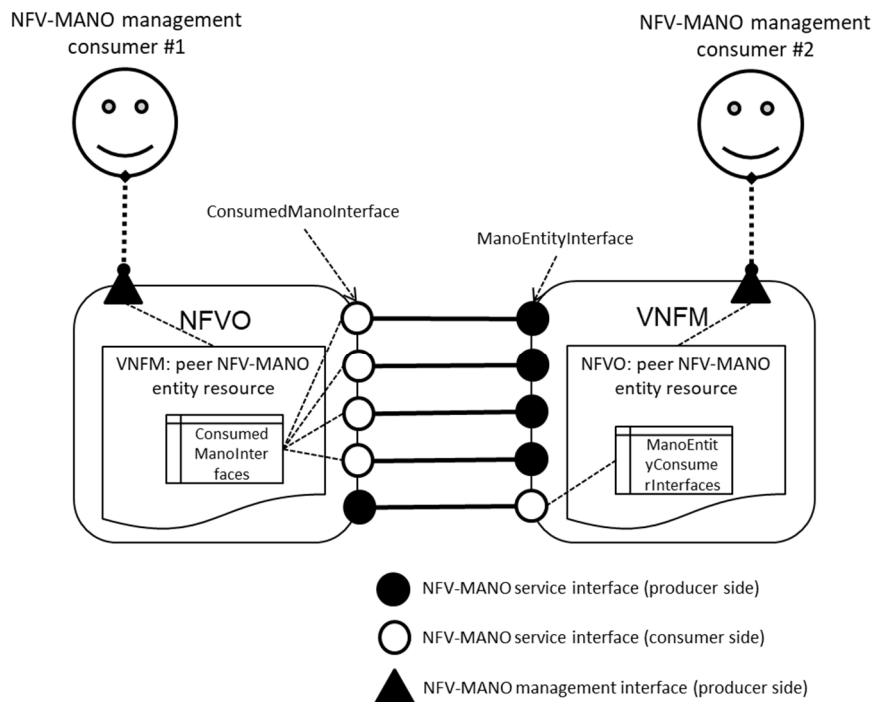 NFV-MANO management
consumer #1
NFV-MANO management
consumer #2
ConsumedManoInterface
ManoEntityInterface
NFVO
VNFM
VNFM: peer NFV-MANO
entity resource
NFVO: peer NFV-MANO
entity resource
Consumed
ManoInter
faces
ManoEntit
yConsume
rInterfaces
NFV-MANO service interface (producer side)
NFV-MANO service interface (consumer side)
NFV-MANO management interface (producer side)